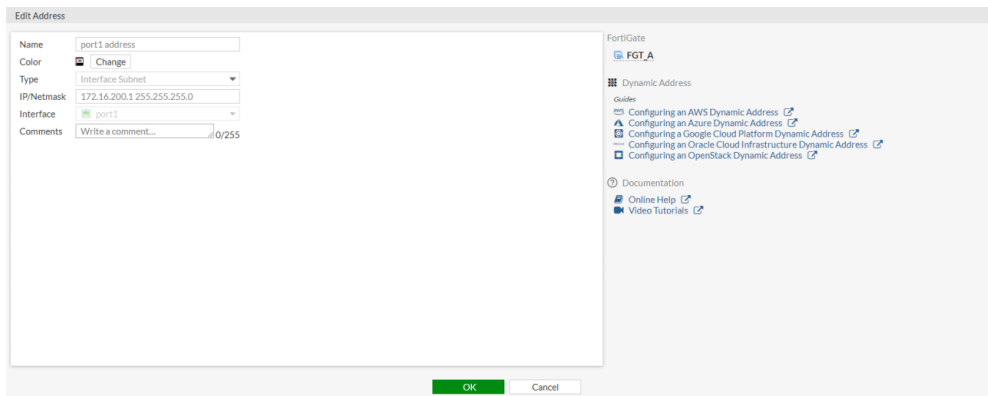 Edit Address
Name port1 address
Color Change
Type Interface Subnet
IP/Netmask 172.16.200.1 255.255.255.0
Interface port1
Comments Write a comment... 0/255
OK Cancel
FortiGate
FGT_A
Dynamic Address
Guides
aws Configuring an AWS Dynamic Address
Configuring an Azure Dynamic Address
Configuring a Google Cloud Platform Dynamic Address
Configuring an Oracle Cloud Infrastructure Dynamic Address
Configuring an OpenStack Dynamic Address
Documentation
Online Help
Video Tutorials